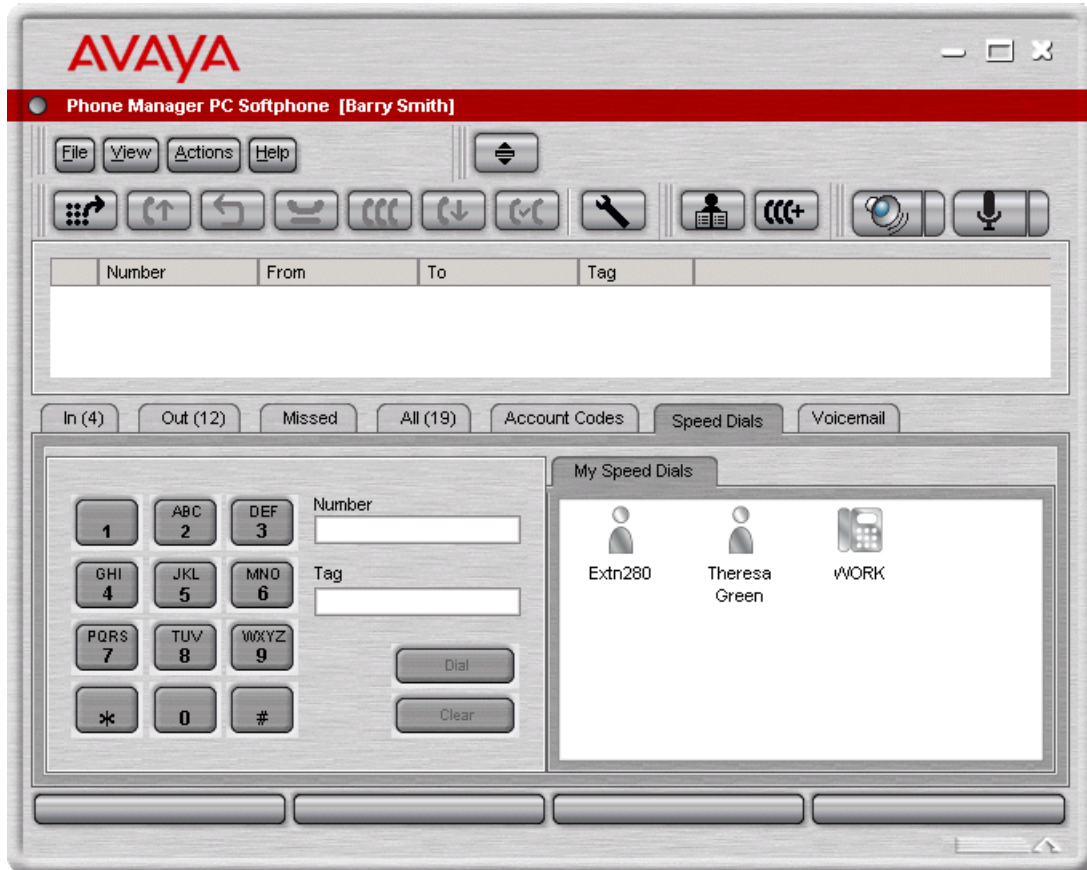 AVAYA
Phone Manager PC Softphone [Barry Smith]
File View Actions Help
Number From To Tag
In (4) Out (12) Missed All (19) Account Codes Speed Dials Voicemail
My Speed Dials
1 ABC 2 DEF 3
Number
GHI 4 JKL 5 MNO 6
Tag
PQRS 7 TUV 8 WXYZ 9
* 0 #
Dial
Clear
Extn280
Theresa
Green
WORK